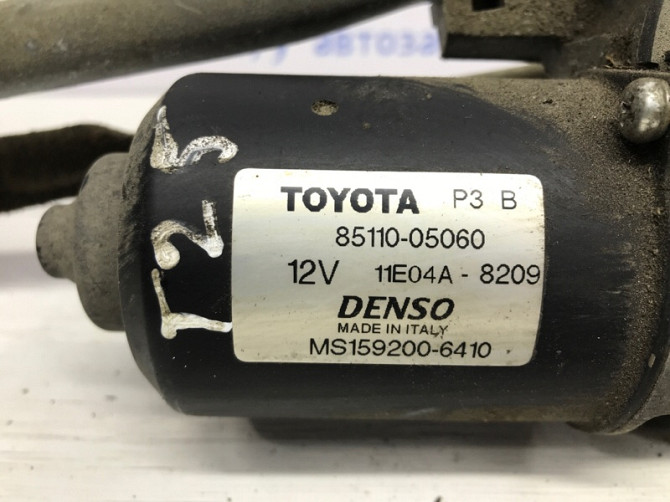 TOYOTA P3 B
85110-05060
12V 11E04A - 8209
DENSO
MADE IN ITALY
MS159200-6410
T25